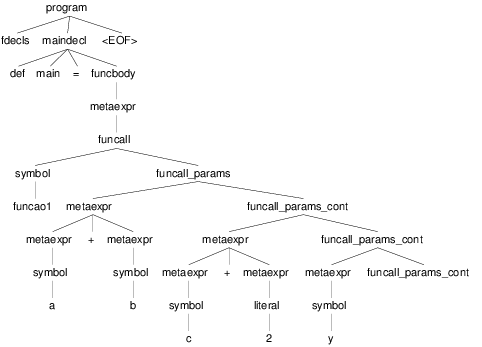 program
fdecls maindecl <EOF>
def main = funcbody
metaexpr
funcall
symbol funcall_params
funcao1 metaexpr funcall_params_cont
metaexpr + metaexpr metaexpr funcall_params_cont
symbol symbol metaexpr + metaexpr metaexpr funcall_params_cont
a b symbol literal symbol
c 2 y